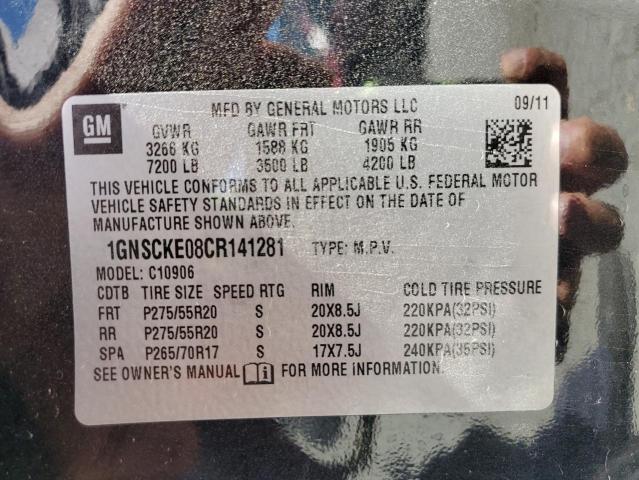 GM
MFD BY GENERAL MOTORS LLC 09/11
GVWR GAWR FRT GAWR RR
3266 KG 1588 KG 1905 KG
7200 LB 3500 LB 4200 LB
THIS VEHICLE CONFORMS TO ALL APPLICABLE U.S. FEDERAL MOTOR
VEHICLE SAFETY STANDARDS IN EFFECT ON THE DATE OF
MANUFACTURE SHOWN ABOVE.
1GNSCKE08CR141281 TYPE: M.P.V.
MODEL: C10906
CDTB TIRE SIZE SPEED RTG RIM COLD TIRE PRESSURE
FRT P275/55R20 S 20X8.5J 220KPA(32PSI)
RR P275/55R20 S 20X8.5J 220KPA(32PSI)
SPA P265/70R17 S 17X7.5J 240KPA(35PSI)
SEE OWNER'S MANUAL FOR MORE INFORMATION.